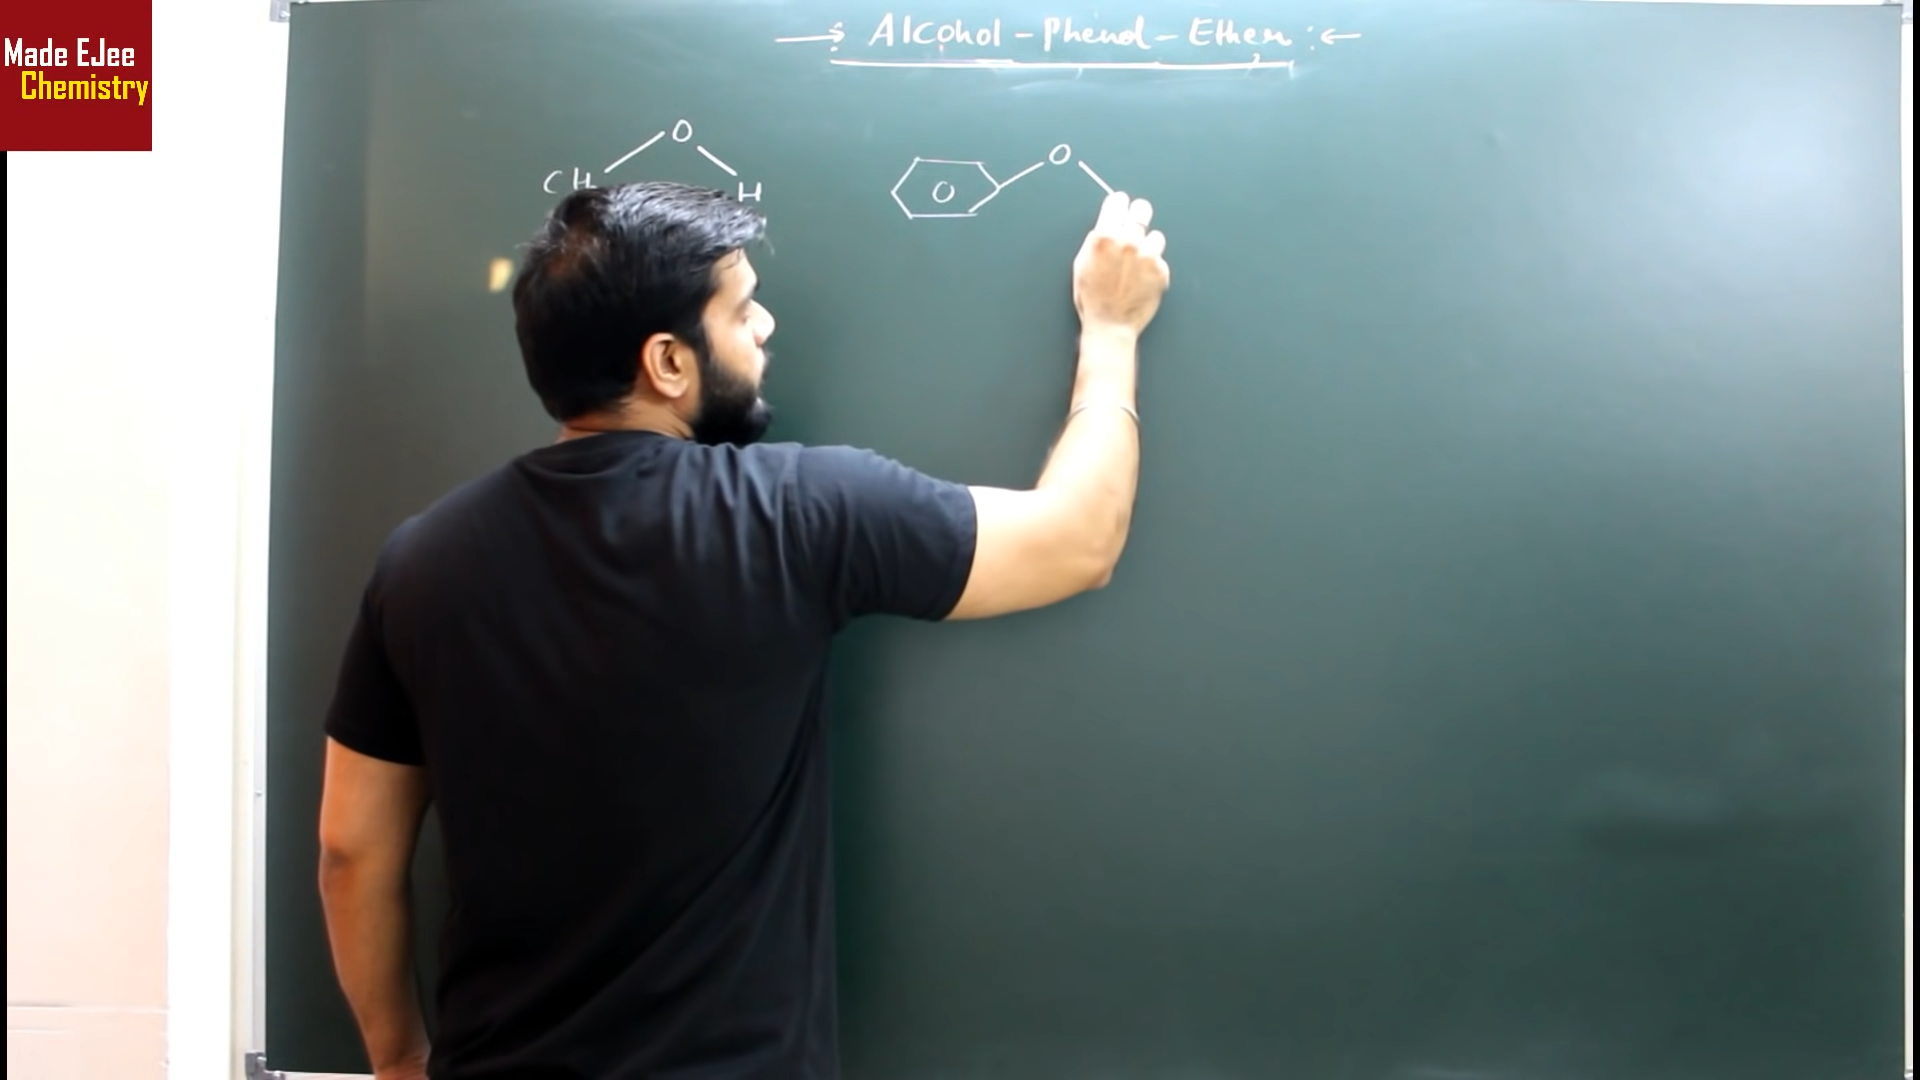 Made EJee
Chemistry
Alcohol - Phenol - Ether :
O
CH
H
O
O